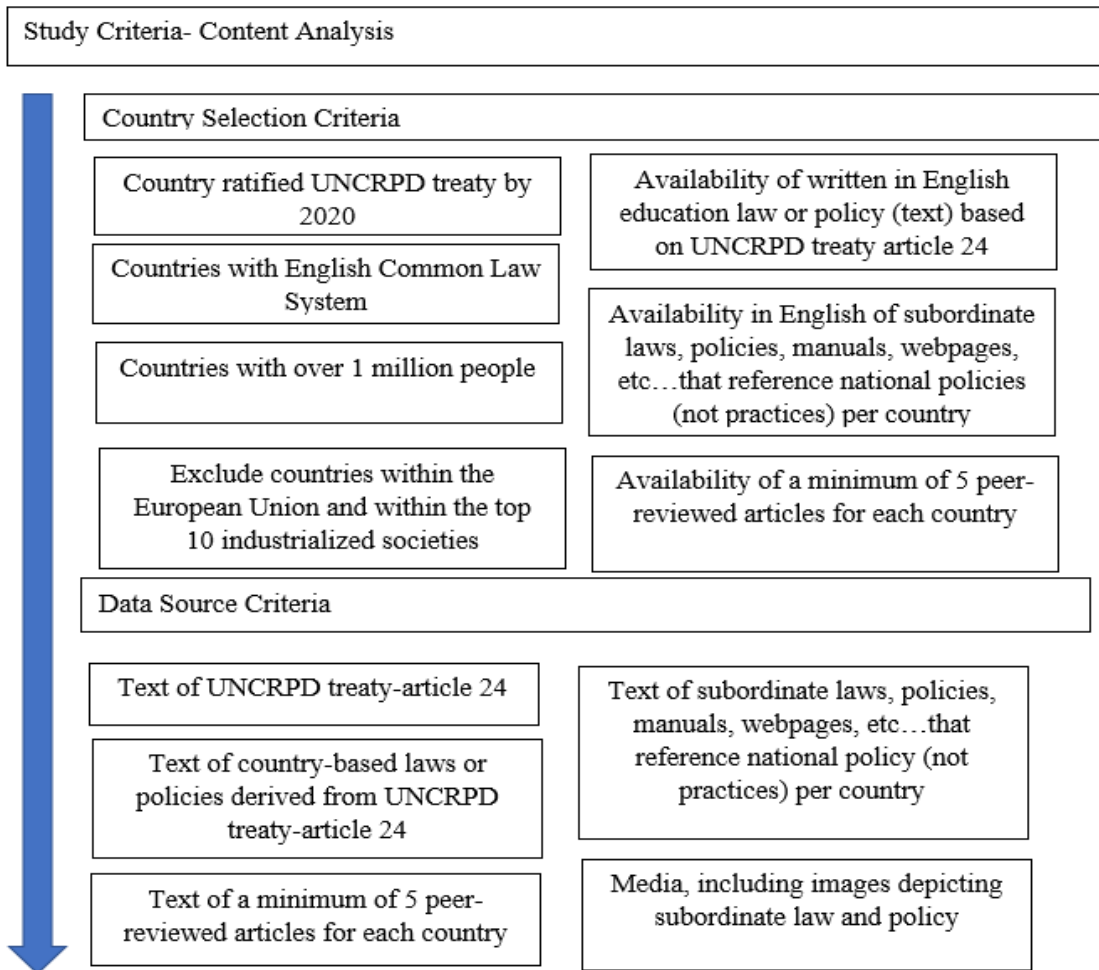 Study Criteria- Content Analysis
Country Selection Criteria
Country ratified UNCRPD treaty by
2020
Countries with English Common Law
System
Countries with over 1 million people
Exclude countries within the
European Union and within the top
10 industrialized societies
Availability of written in English
education law or policy (text) based
on UNCRPD treaty article 24
Availability in English of subordinate
laws, policies, manuals, webpages,
etc…that reference national policies
(not practices) per country
Availability of a minimum of 5 peer-
reviewed articles for each country
Data Source Criteria
Text of UNCRPD treaty-article 24
Text of country-based laws or
policies derived from UNCRPD
treaty-article 24
Text of a minimum of 5 peer-
reviewed articles for each country
Text of subordinate laws, policies,
manuals, webpages, etc…that
reference national policy (not
practices) per country
Media, including images depicting
subordinate law and policy